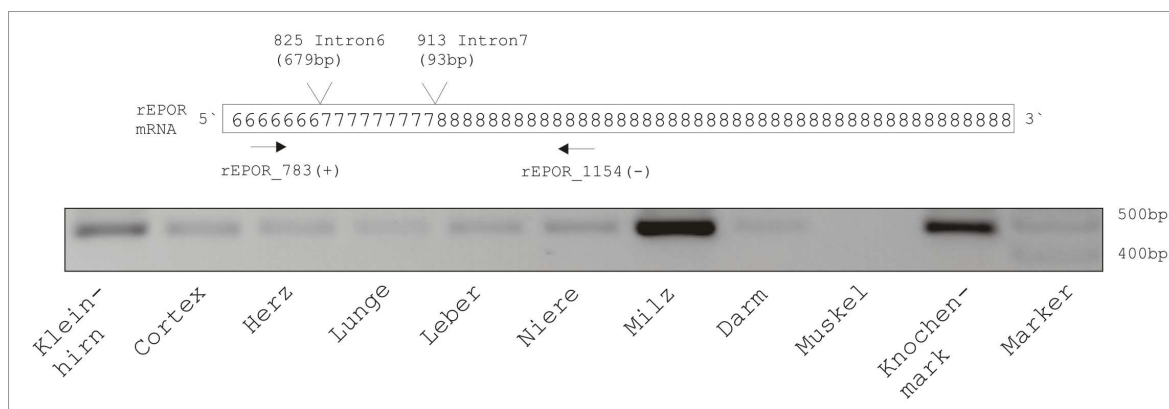 825 Intron6
(679bp)
913 Intron7
(93bp)
rEPOR
mRNA
5`
66666667777777778888888888888888888888888888888888888888888888
3`
rEPOR_783(+)
rEPOR_1154(-)
500bp
400bp
Klein-
hirn
Cortex
Herz
Lunge
Leber
Niere
Milz
Darm
Muskel
Knochen-
mark
Marker